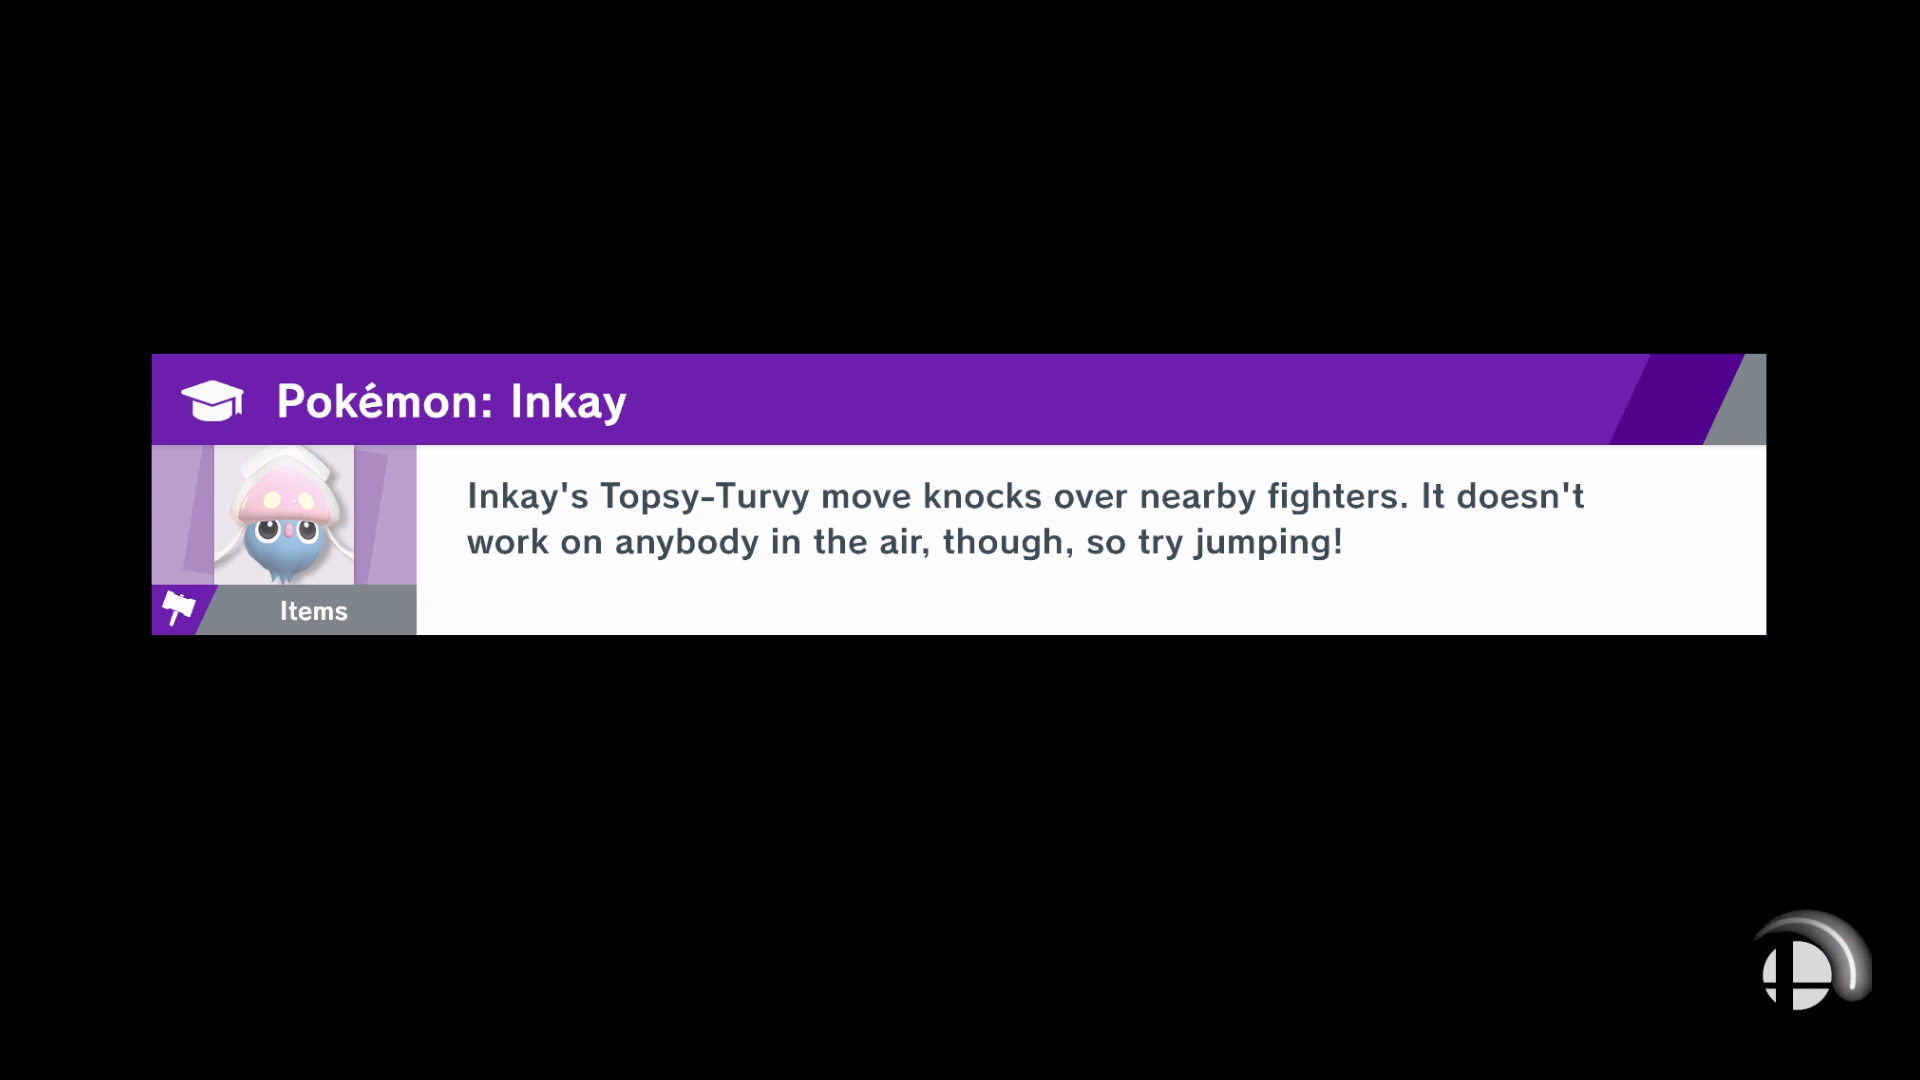 Pokémon: Inkay
Inkay's Topsy-Turvy move knocks over nearby fighters. It doesn't
work on anybody in the air, though, so try jumping!
Items